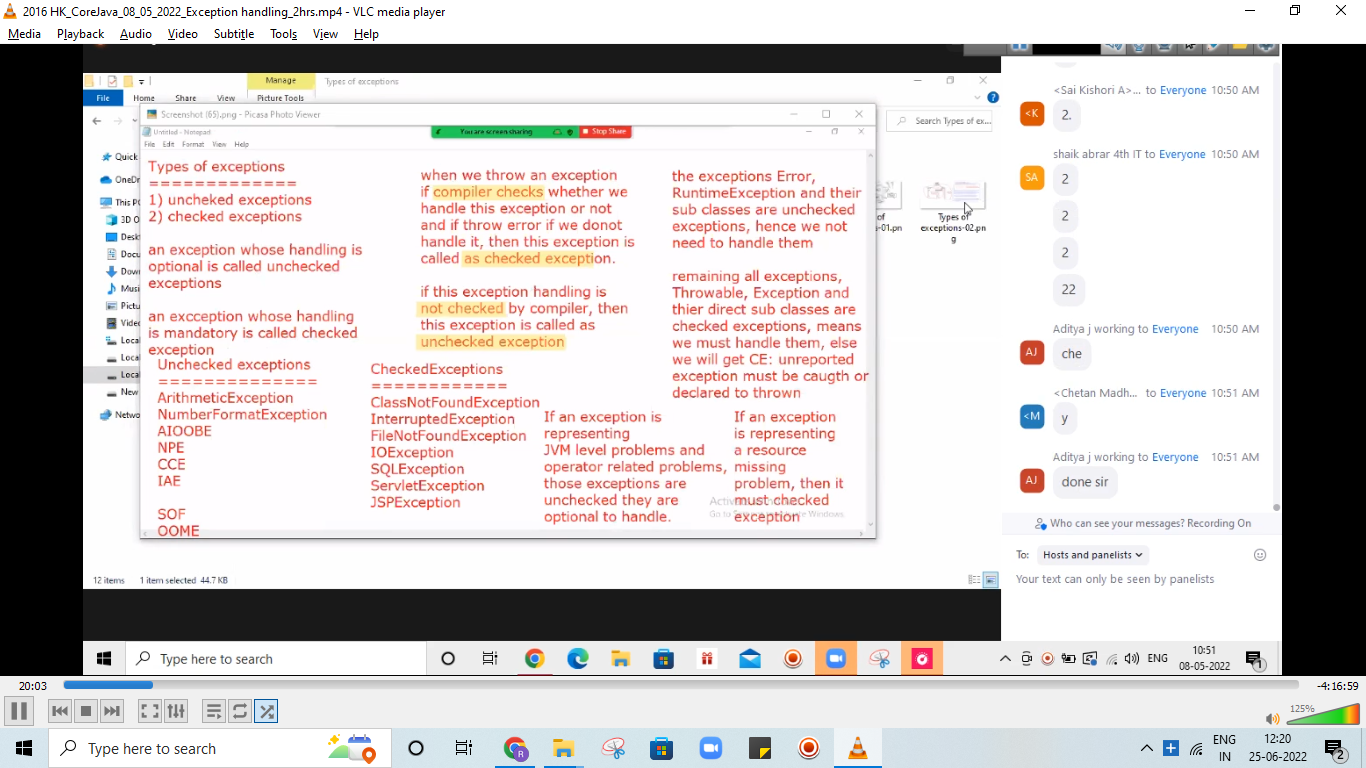 2016 HK_CoreJava_08_05_2022_Exception handling_2hrs.mp4 - VLC media player
Media Playback Audio Video Subtitle Tools View Help
Manage Types of exceptions
File Home Share View Picture Tools
Screenshot (65).png - Picasa Photo Viewer
Search Types of ex...
Untitled - Notepad
You are screen sharing Stop Share
File Edit Format View Help
Quick
OneDr
This PC
3D O
Deskt
Docu
Down
Music
Pictu
Video
Local
Local
Local
New
Netwo
Types of exceptions
=============
1) uncheked exceptions
2) checked exceptions
an exception whose handling is
optional is called unchecked
exceptions
an excception whose handling
is mandatory is called checked
exception
when we throw an exception
if compiler checks whether we
handle this exception or not
and if throw error if we donot
handle it, then this exception is
called as checked exception.
if this exception handling is
not checked by compiler, then
this exception is called as
unchecked exception
the exceptions Error,
RuntimeException and their
sub classes are unchecked
exceptions, hence we not
need to handle them
remaining all exceptions,
Throwable, Exception and
thier direct sub classes are
checked exceptions, means
we must handle them, else
we will get CE: unreported
exception must be caugth or
declared to thrown
Unchecked exceptions
==============
ArithmeticException
NumberFormatException
AIOOBE
NPE
CCE
IAE
SOF
OOME
CheckedExceptions
============
ClassNotFoundException
InterruptedException
FileNotFoundException
IOException
SQLException
ServletException
JSPException
If an exception is
representing
JVM level problems and
operator related problems,
those exceptions are
unchecked they are
optional to handle.
If an exception
is representing
a resource
missing
problem, then it
must checked
exception
of
s-01.pn
Types of
exceptions-02.pn
g
12 items 1 item selected 44.7 KB
<Sai Kishori A>... to Everyone 10:50 AM
<K
2.
shaik abrar 4th IT to Everyone 10:50 AM
SA
2
2
2
22
Aditya j working to Everyone 10:50 AM
AJ
che
<Chetan Madh... to Everyone 10:51 AM
<M
y
Aditya j working to Everyone 10:51 AM
AJ
done sir
Who can see your messages? Recording On
To: Hosts and panelists
Your text can only be seen by panelists
Type here to search
ENG
10:51
08-05-2022
1
20:03
-4:16:59
125%
Type here to search
R
ENG
IN
12:20
25-06-2022
2